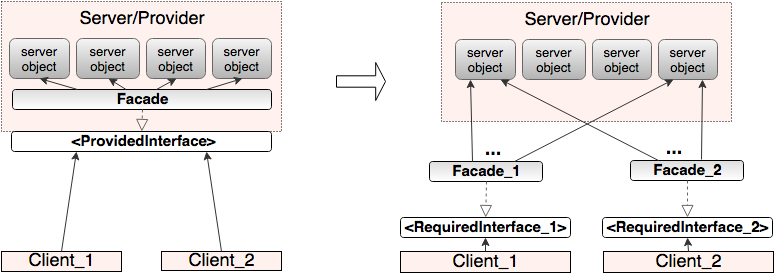 Server/Provider
server
object
server
object
server
object
server
object
Facade
<ProvidedInterface>
Client_1
Client_2
Server/Provider
server
object
server
object
server
object
server
object
...
...
Facade_1
Facade_2
<RequiredInterface_1>
<RequiredInterface_2>
Client_1
Client_2